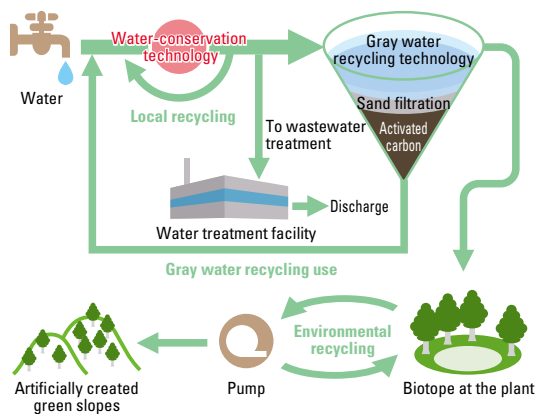 Water
Water-conservation
technology
Local recycling
Gray water
recycling technology
Sand filtration
Activated
carbon
To wastewater
treatment
Water treatment facility
Discharge
Gray water recycling use
Artificially created
green slopes
Pump
Environmental
recycling
Biotope at the plant